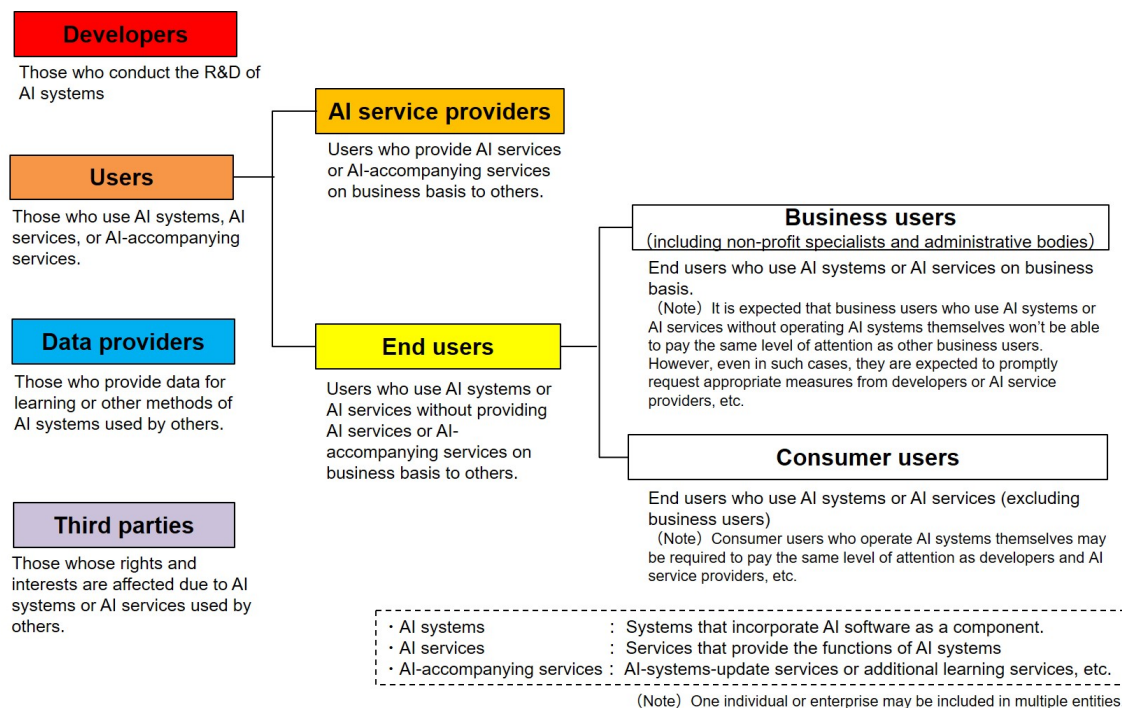 Developers
Those who conduct the R&D of
AI systems
Users
Those who use AI systems, AI
services, or AI-accompanying
services.
Data providers
Those who provide data for
learning or other methods of
AI systems used by others.
Third parties
Those whose rights and
interests are affected due to AI
systems or AI services used by
others.
AI service providers
Users who provide AI services
or AI-accompanying services
on business basis to others.
End users
Users who use AI systems or
AI services without providing
AI services or AI-
accompanying services on
business basis to others.
Business users
（including non-profit specialists and administrative bodies）
End users who use AI systems or AI services on business
basis.
（Note）It is expected that business users who use AI systems or
AI services without operating AI systems themselves won't be able
to pay the same level of attention as other business users.
However, even in such cases, they are expected to promptly
request appropriate measures from developers or AI service
providers, etc.
Consumer users
End users who use AI systems or AI services (excluding
business users)
（Note）Consumer users who operate AI systems themselves may
be required to pay the same level of attention as developers and AI
service providers, etc.
・AI systems : Systems that incorporate AI software as a component.
・AI services : Services that provide the functions of AI systems
・AI-accompanying services : AI-systems-update services or additional learning services, etc.
（Note）One individual or enterprise may be included in multiple entities